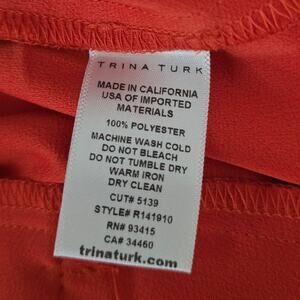 TRINA TURK
MADE IN CALIFORNIA
USA OF IMPORTED
MATERIALS
100% POLYESTER
MACHINE WASH COLD
DO NOT BLEACH
DO NOT TUMBLE DRY
WARM IRON
DRY CLEAN
CUT# 5139
STYLE# R141910
RN# 93415
CA# 34460
trinaturk.com